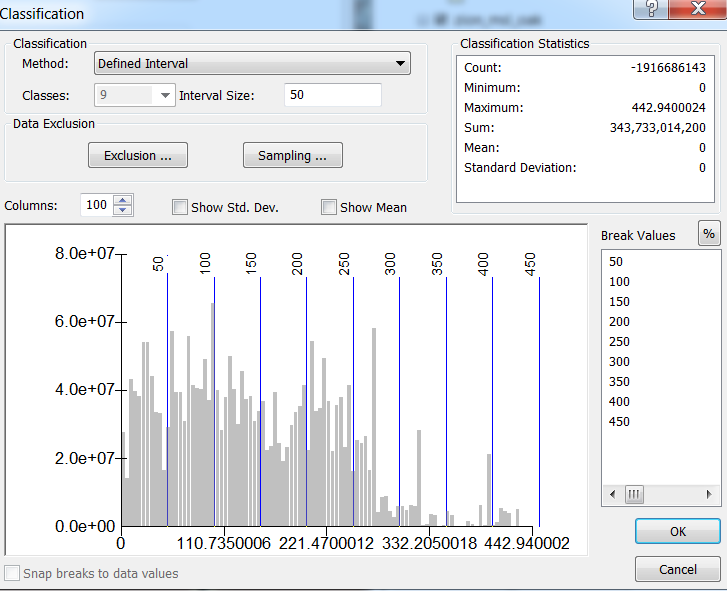 Classification
Classification
Method: Defined Interval
Classes: 9 Interval Size: 50
Data Exclusion
Exclusion ... Sampling ...
Classification Statistics
Count: -1916686143
Minimum: 0
Maximum: 442.9400024
Sum: 343,733,014,200
Mean: 0
Standard Deviation: 0
Columns: 100 Show Std. Dev. Show Mean
Break Values %
8.0e+07
6.0e+07
4.0e+07
2.0e+07
0.0e+00
50 100 150 200 250 300 350 400 450
0 110.7350006 221.4700012 332.2050018 442.940002
50
100
150
200
250
300
350
400
450
OK
Cancel
Snap breaks to data values